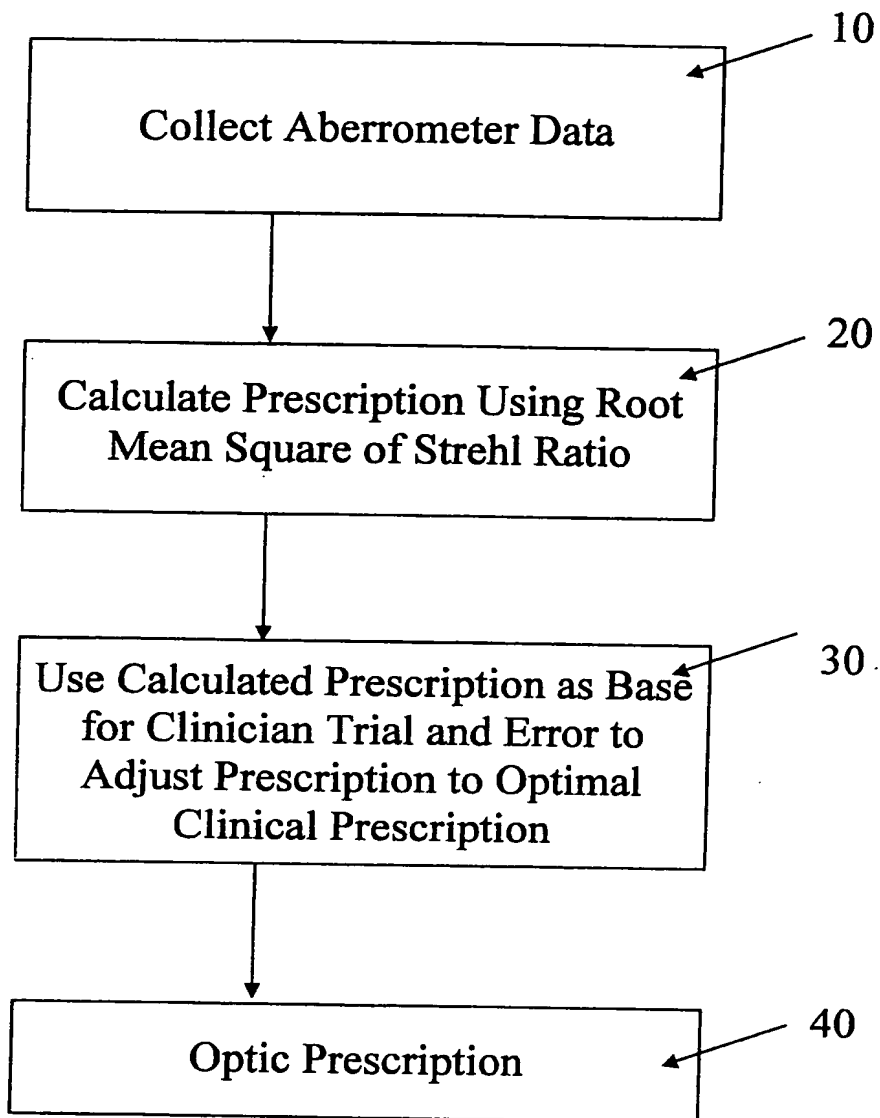 10
Collect Aberrometer Data
20
Calculate Prescription Using Root
Mean Square of Strehl Ratio
30
Use Calculated Prescription as Base
for Clinician Trial and Error to
Adjust Prescription to Optimal
Clinical Prescription
40
Optic Prescription